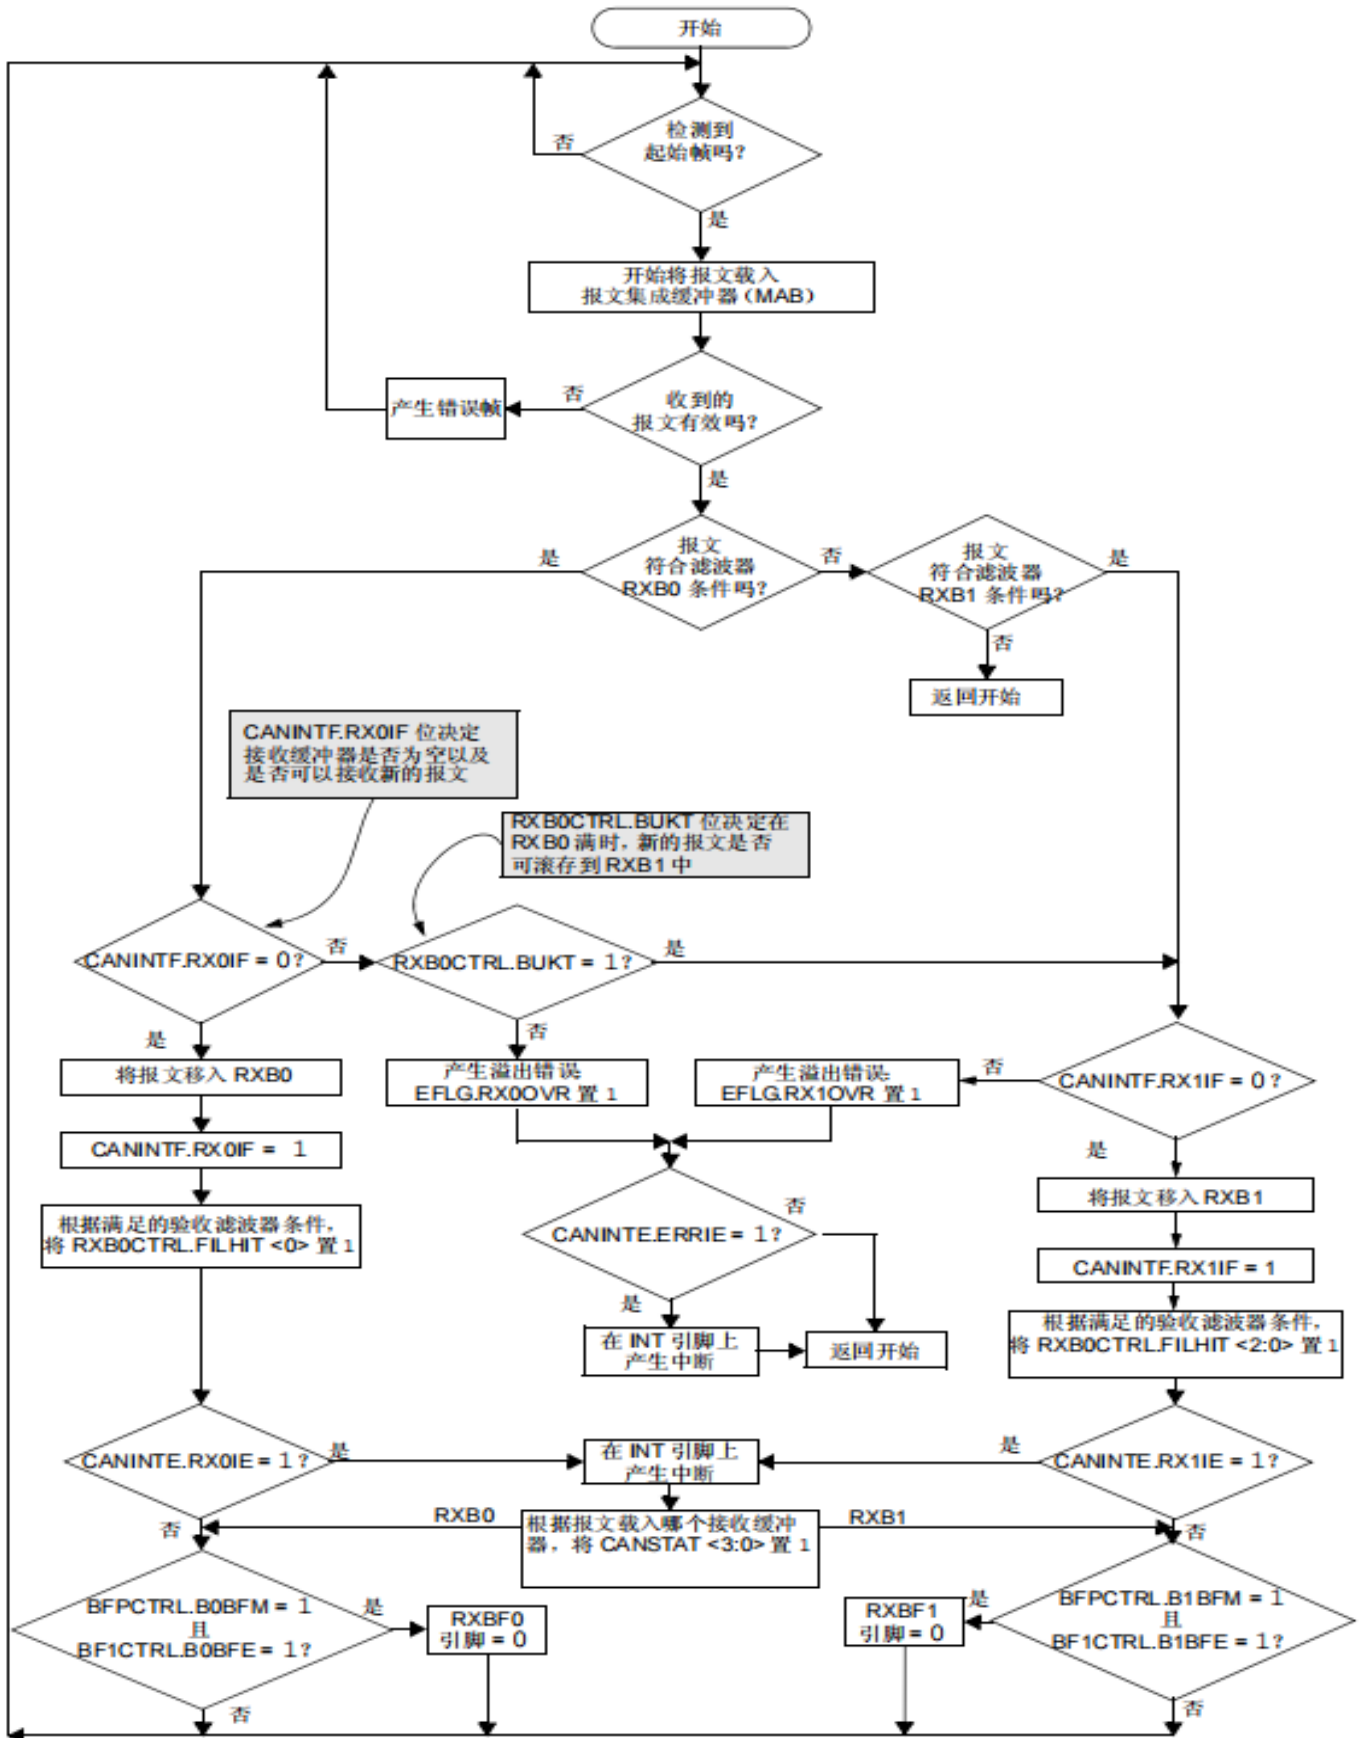 开始
检测到
起始帧吗？
否
是
开始将报文载入
报文集成缓冲器（MAB）
收到的
报文有效吗？
否
产生错误帧
是
报文
符合滤波器
RXB0 条件吗？
是
否
报文
符合滤波器
RXB1 条件吗？
是
否
返回开始
CANINTF.RX0IF 位决定
接收缓冲器是否为空以及
是否可以接收新的报文
RXB0CTRL.BUKT 位决定在
RXB0 满时，新的报文是否
可滚存到 RXB1 中
CANINTF.RX0IF = 0？
否
RXB0CTRL.BUKT = 1？
是
是
否
将报文移入 RXB0
产生溢出错误:
EFLG.RX0OVR 置 1
产生溢出错误:
EFLG.RX1OVR 置 1
否
CANINTF.RX1IF = 0？
CANINTF.RX0IF = 1
是
将报文移入 RXB1
根据满足的验收滤波器条件，
将 RXB0CTRL.FILHIT <0> 置 1
CANINTE.ERRIE = 1？
否
是
CANINTF.RX1IF = 1
在 INT 引脚上
产生中断
返回开始
根据满足的验收滤波器条件，
将 RXB0CTRL.FILHIT <2:0> 置 1
CANINTE.RX0IE = 1？
是
在 INT 引脚上
产生中断
是
CANINTE.RX1IE = 1？
否
RXB0
根据报文载入哪个接收缓冲
器，将 CANSTAT <3:0> 置 1
RXB1
否
BFPCTRL.B0BFM = 1
且
BF1CTRL.B0BFE = 1？
是
RXBF0
引脚 = 0
RXBF1
引脚 = 0
是
BFPCTRL.B1BFM = 1
且
BF1CTRL.B1BFE = 1？
否
否